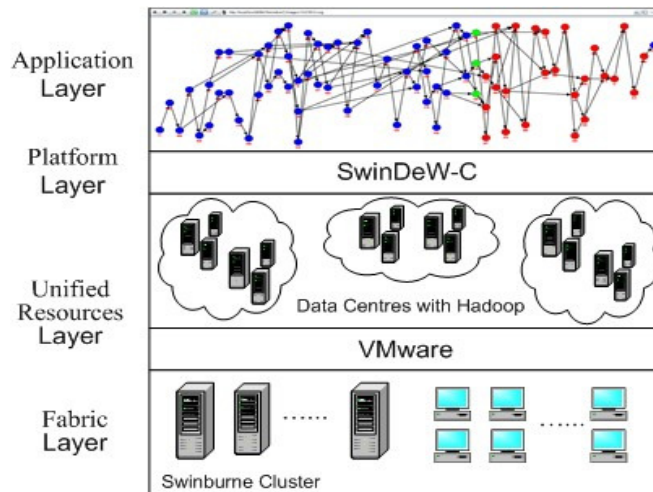 Application
Layer
Platform
Layer
SwinDeW-C
Unified
Resources
Layer
Data Centres with Hadoop
VMware
Fabric
Layer
Swinburne Cluster